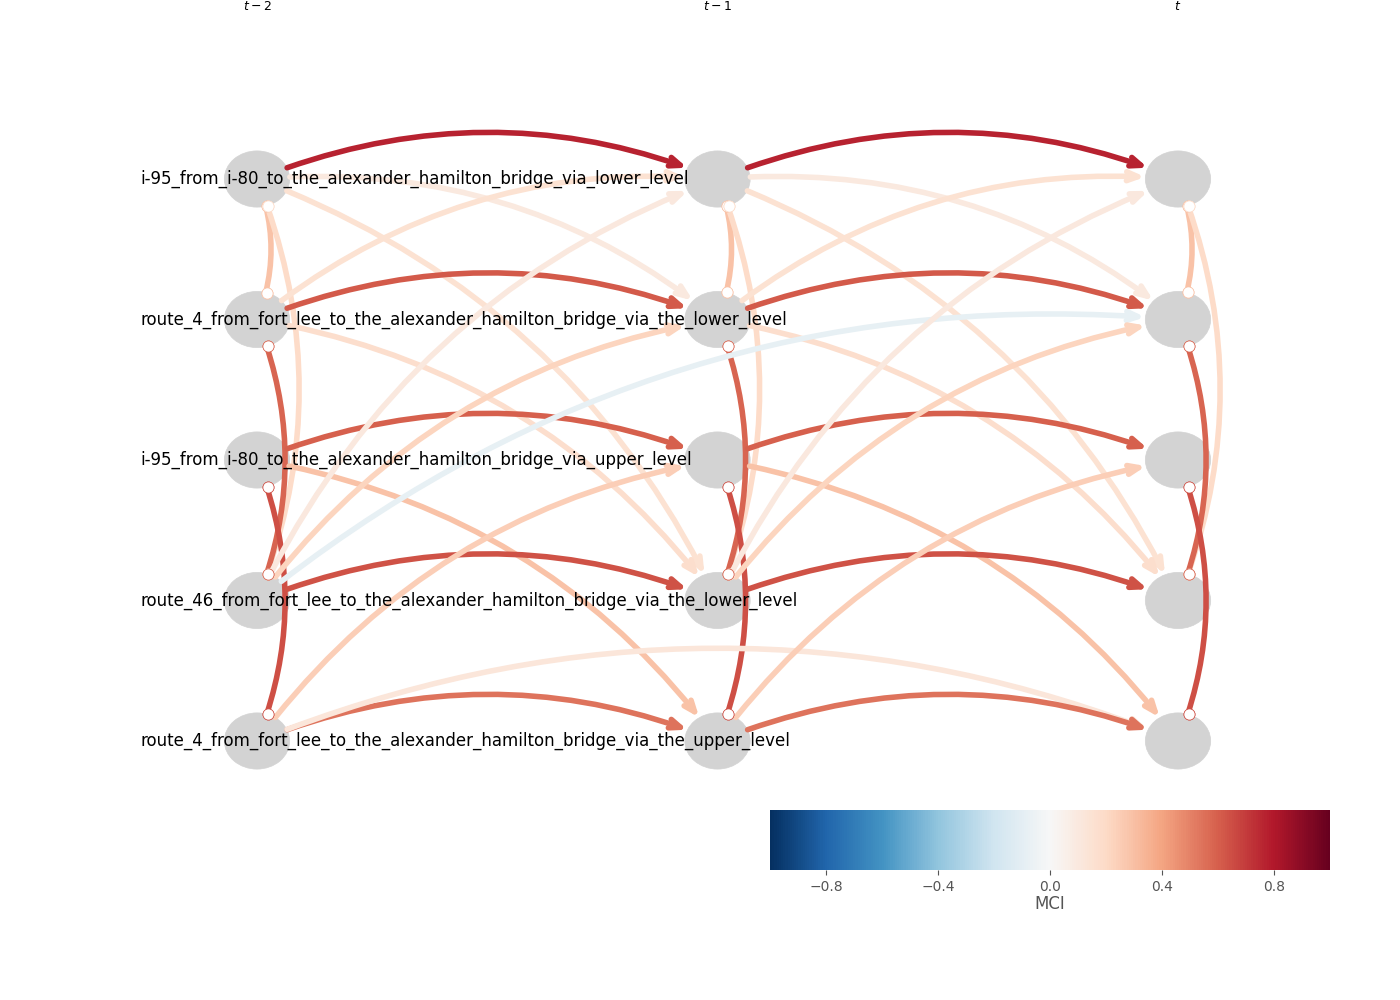 t − 2 t − 1 t
i-95_from_i-80_to_the_alexander_hamilton_bridge_via_lower_level
route_4_from_fort_lee_to_the_alexander_hamilton_bridge_via_the_lower_level
i-95_from_i-80_to_the_alexander_hamilton_bridge_via_upper_level
route_46_from_fort_lee_to_the_alexander_hamilton_bridge_via_the_lower_level
route_4_from_fort_lee_to_the_alexander_hamilton_bridge_via_the_upper_level
−0.8 −0.4 0.0 0.4 0.8
MCI